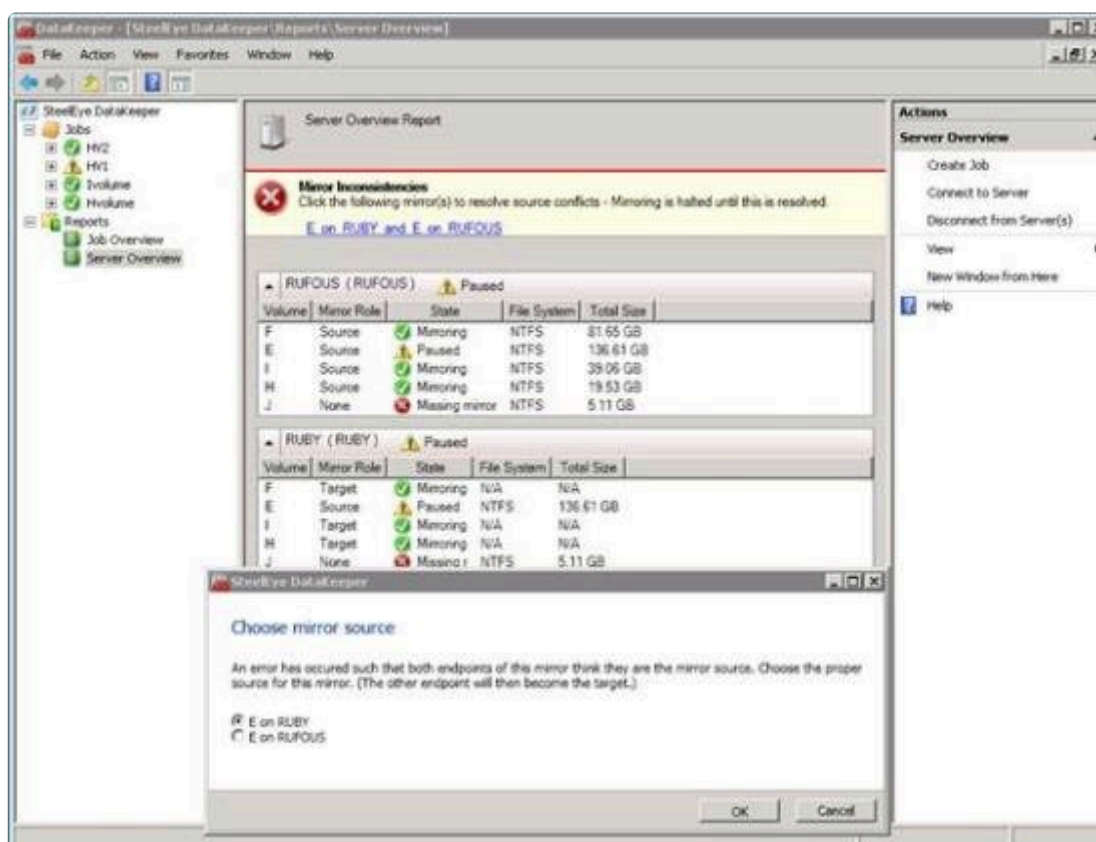 DataKeeper - [SteelEye DataKeeper\Reports\Server Overview]
File Action View Favorites Window Help
SteelEye DataKeeper
Jobs
HV2
HV1
Ivolume
Hvolume
Reports
Job Overview
Server Overview
Server Overview Report
Mirror Inconsistencies
Click the following mirror(s) to resolve source conflicts - Mirroring is halted until this is resolved.
E on RUBY and E on RUFOUS
RUFOUS (RUFOUS) Paused
Volume Mirror Role State File System Total Size
F Source Mirroring NTFS 81.65 GB
E Source Paused NTFS 136.61 GB
I Source Mirroring NTFS 39.06 GB
H Source Mirroring NTFS 19.53 GB
J None Missing mirror NTFS 5.11 GB
RUBY (RUBY) Paused
Volume Mirror Role State File System Total Size
F Target Mirroring N/A N/A
E Source Paused NTFS 136.61 GB
I Target Mirroring N/A N/A
H Target Mirroring N/A N/A
J None Missing r NTFS 5.11 GB
Actions
Server Overview
Create Job
Connect to Server
Disconnect from Server(s)
View
New Window from Here
Help
SteelEye DataKeeper
Choose mirror source
An error has occured such that both endpoints of this mirror think they are the mirror source. Choose the proper
source for this mirror. (The other endpoint will then become the target.)
E on RUBY
E on RUFOUS
OK Cancel